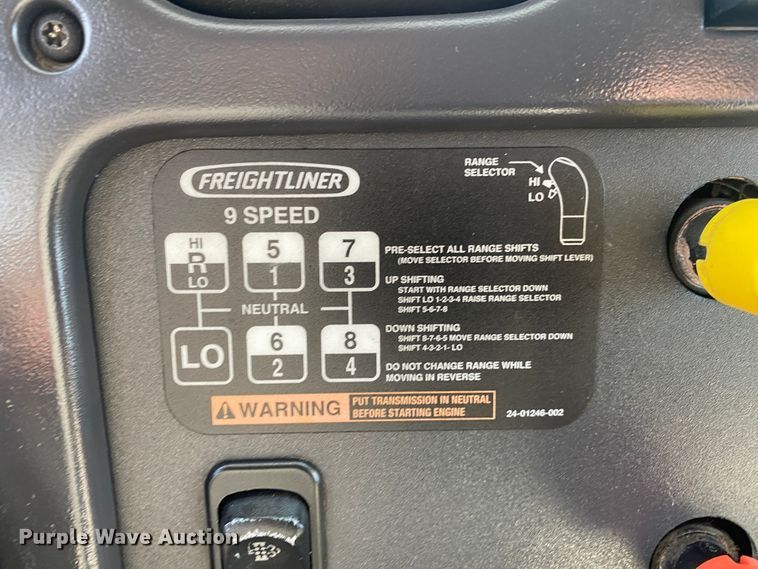 FREIGHTLINER
9 SPEED
RANGE
SELECTOR
HI
LO
HI
R
LO
5
1
7
3
NEUTRAL
LO
6
2
8
4
PRE-SELECT ALL RANGE SHIFTS
(MOVE SELECTOR BEFORE MOVING SHIFT LEVER)
UP SHIFTING
START WITH RANGE SELECTOR DOWN
SHIFT LO 1-2-3-4 RAISE RANGE SELECTOR
SHIFT 5-6-7-8
DOWN SHIFTING
SHIFT 8-7-6-5 MOVE RANGE SELECTOR DOWN
SHIFT 4-3-2-1- LO
DO NOT CHANGE RANGE WHILE
MOVING IN REVERSE
WARNING
PUT TRANSMISSION IN NEUTRAL
BEFORE STARTING ENGINE
24-01246-002
Purple Wave Auction